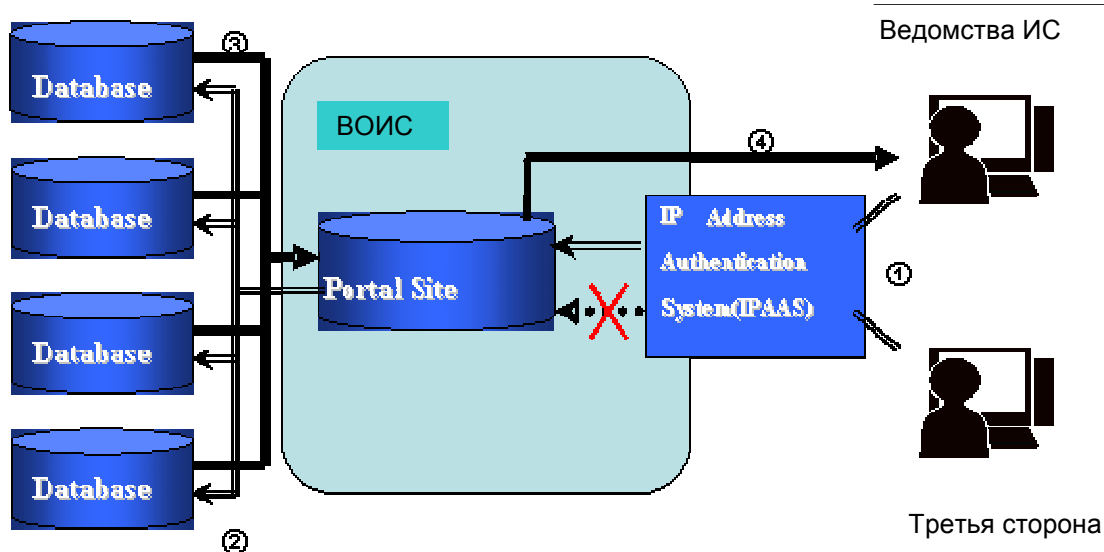 Ведомства ИС
③
Database
ВОИС
④
Database
IP Address
Authentication
System(IPAAS)
①
Portal Site
Database
Database
②
Третья сторона